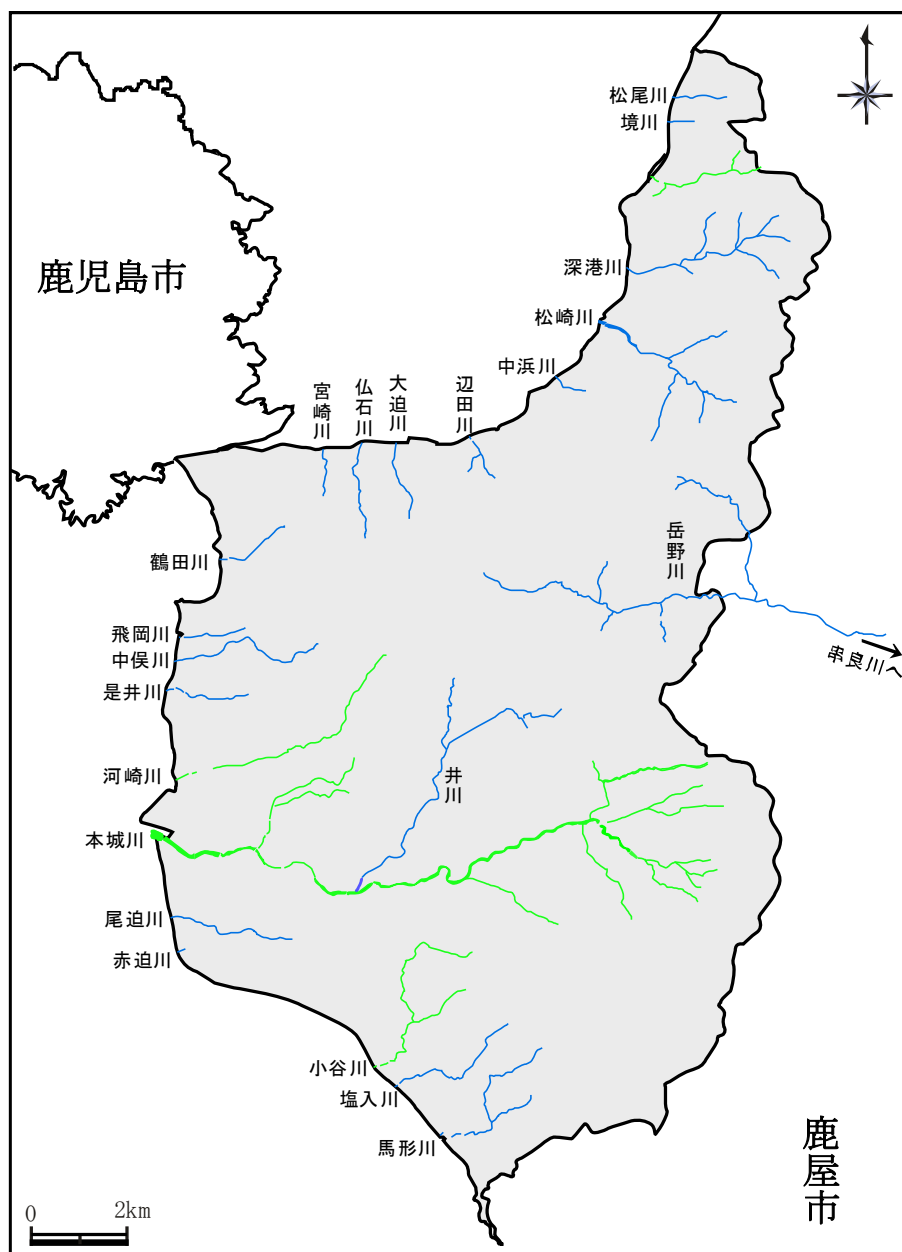 松尾川
境川
鹿児島市
深港川
松崎川
中浜川
宮崎川
仏石川
大迫川
辺田川
岳野川
鶴田川
飛岡川
中俣川
串良川へ
是井川
河崎川
井川
本城川
尾迫川
赤迫川
小谷川
塩入川
馬形川
鹿屋市
0 2km